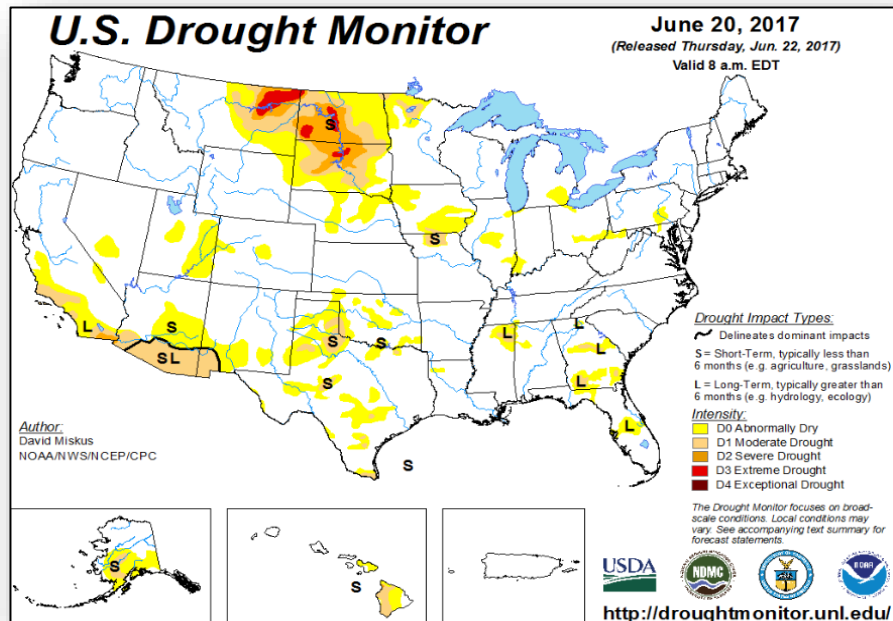 U.S. Drought Monitor
June 20, 2017
(Released Thursday, Jun. 22, 2017)
Valid 8 a.m. EDT
S
S
L
S
S L
S
S
S
S
L
L
L
L
Drought Impact Types:
Delineates dominant impacts
S = Short-Term, typically less than
6 months (e.g. agriculture, grasslands)
L = Long-Term, typically greater than
6 months (e.g. hydrology, ecology)
Intensity:
D0 Abnormally Dry
D1 Moderate Drought
D2 Severe Drought
D3 Extreme Drought
D4 Exceptional Drought
Author:
David Miskus
NOAA/NWS/NCEP/CPC
S
S
The Drought Monitor focuses on broad-
scale conditions. Local conditions may
vary. See accompanying text summary for
forecast statements.
USDA
NDMC
NOAA
http://droughtmonitor.unl.edu/